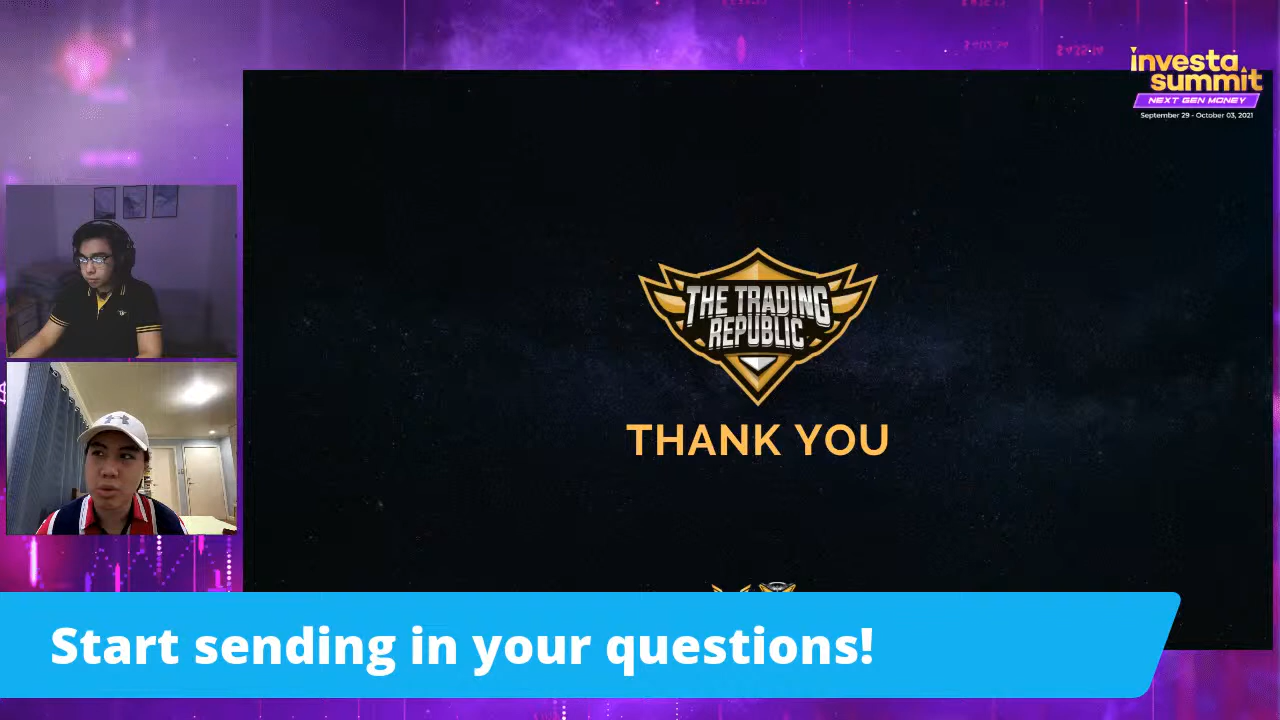 investa
summit
NEXT GEN MONEY
September 29 - October 03, 2021
THE TRADING
REPUBLIC
THANK YOU
Start sending in your questions!